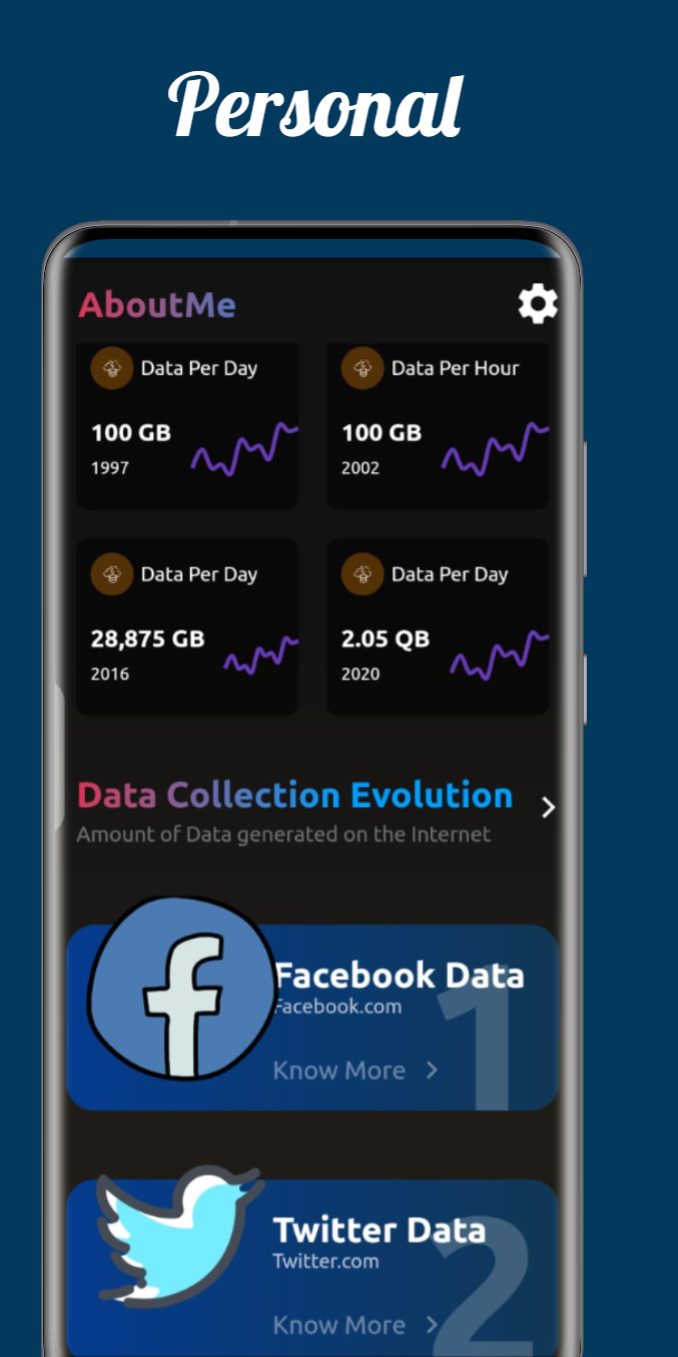 Personal
AboutMe
Data Per Day
100 GB
1997
Data Per Hour
100 GB
2002
Data Per Day
28,875 GB
2016
Data Per Day
2.05 QB
2020
Data Collection Evolution
Amount of Data generated on the Internet
Facebook Data
Facebook.com
Know More
1
Twitter Data
Twitter.com
Know More
2